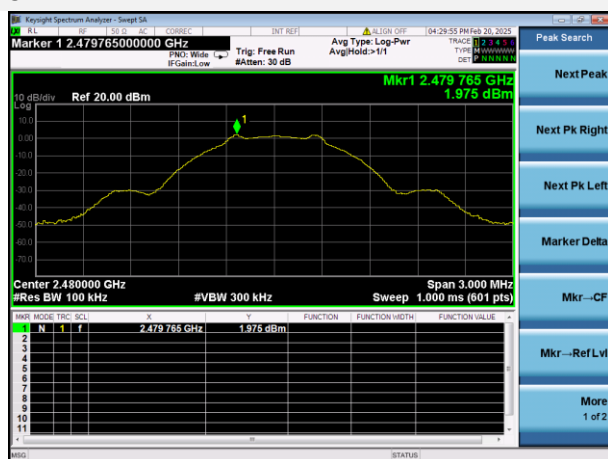 Keysight Spectrum Analyzer - Swept SA
RL RF 50 Ω AC CORREC INT REF ALIGN OFF 04:29:55 PM Feb 20, 2025
Marker 1 2.479765000000 GHz
PNO: Wide
IFGain:Low
Trig: Free Run
#Atten: 30 dB
Avg Type: Log-Pwr
Avg|Hold:>1/1
TRACE 1 2 3 4 5 6
TYPE M W W W W W
DET P N N N N N
Peak Search
Mkr1 2.479 765 GHz
1.975 dBm
10 dB/div Ref 20.00 dBm
Log
10.0
0.00
-10.0
-20.0
-30.0
-40.0
-50.0
-60.0
-70.0
1
Center 2.480000 GHz Span 3.000 MHz
#Res BW 100 kHz #VBW 300 kHz Sweep 1.000 ms (601 pts)
MKR MODE TRC SCL X Y FUNCTION FUNCTION WIDTH FUNCTION VALUE
1 N 1 f 2.479 765 GHz 1.975 dBm
2
3
4
5
6
7
8
9
10
11
MSG STATUS
Next Peak
Next Pk Right
Next Pk Left
Marker Delta
Mkr→CF
Mkr→Ref Lvl
More
1 of 2